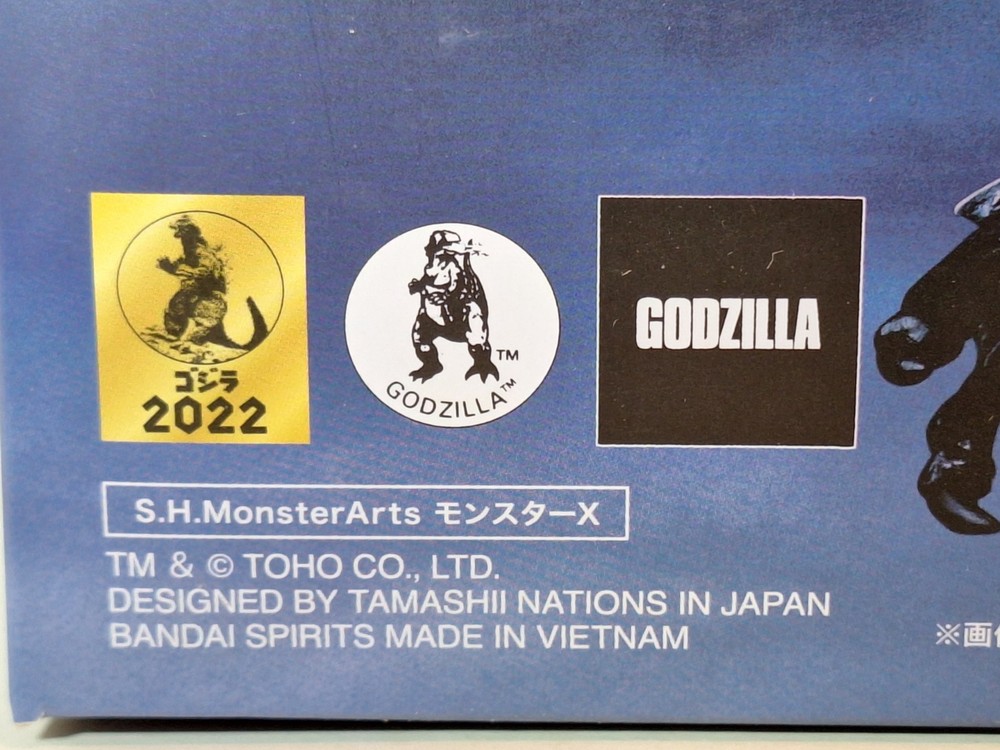 ゴジラ
2022
TM
GODZILLA™
GODZILLA
S.H.MonsterArts モンスターX
TM & © TOHO CO., LTD.
DESIGNED BY TAMASHII NATIONS IN JAPAN
BANDAI SPIRITS MADE IN VIETNAM
※画